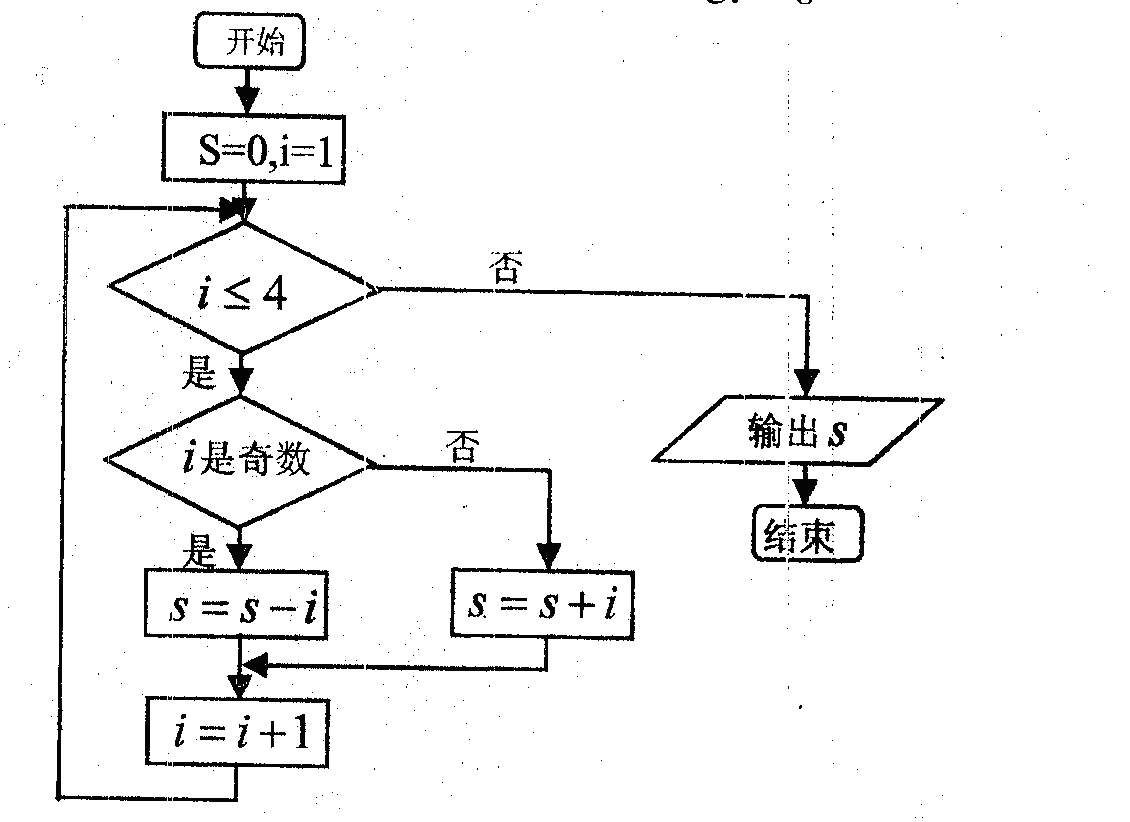 开始
S=0,i=1
i ≤ 4
否
是
i是奇数
否
是
s = s − i
s = s + i
i = i + 1
输出 s
结束